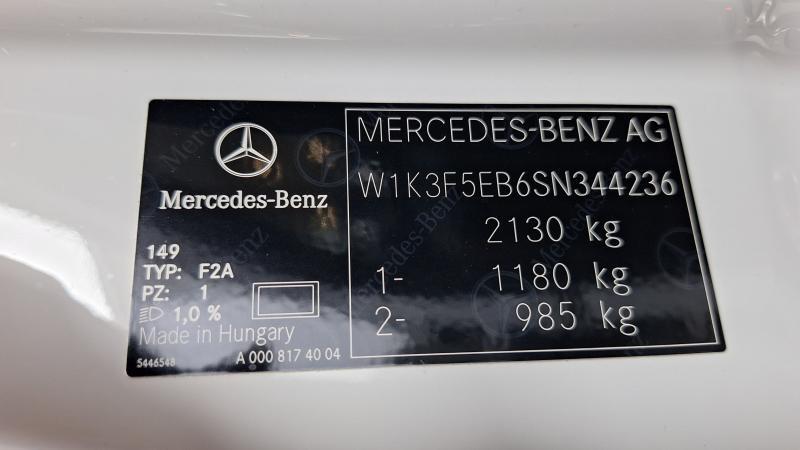 Mercedes-Benz
149
TYP: F2A
PZ: 1
1,0 %
Made in Hungary
5446548
A 000 817 40 04
MERCEDES-BENZ AG
W1K3F5EB6SN344236
2130 kg
1- 1180 kg
2- 985 kg